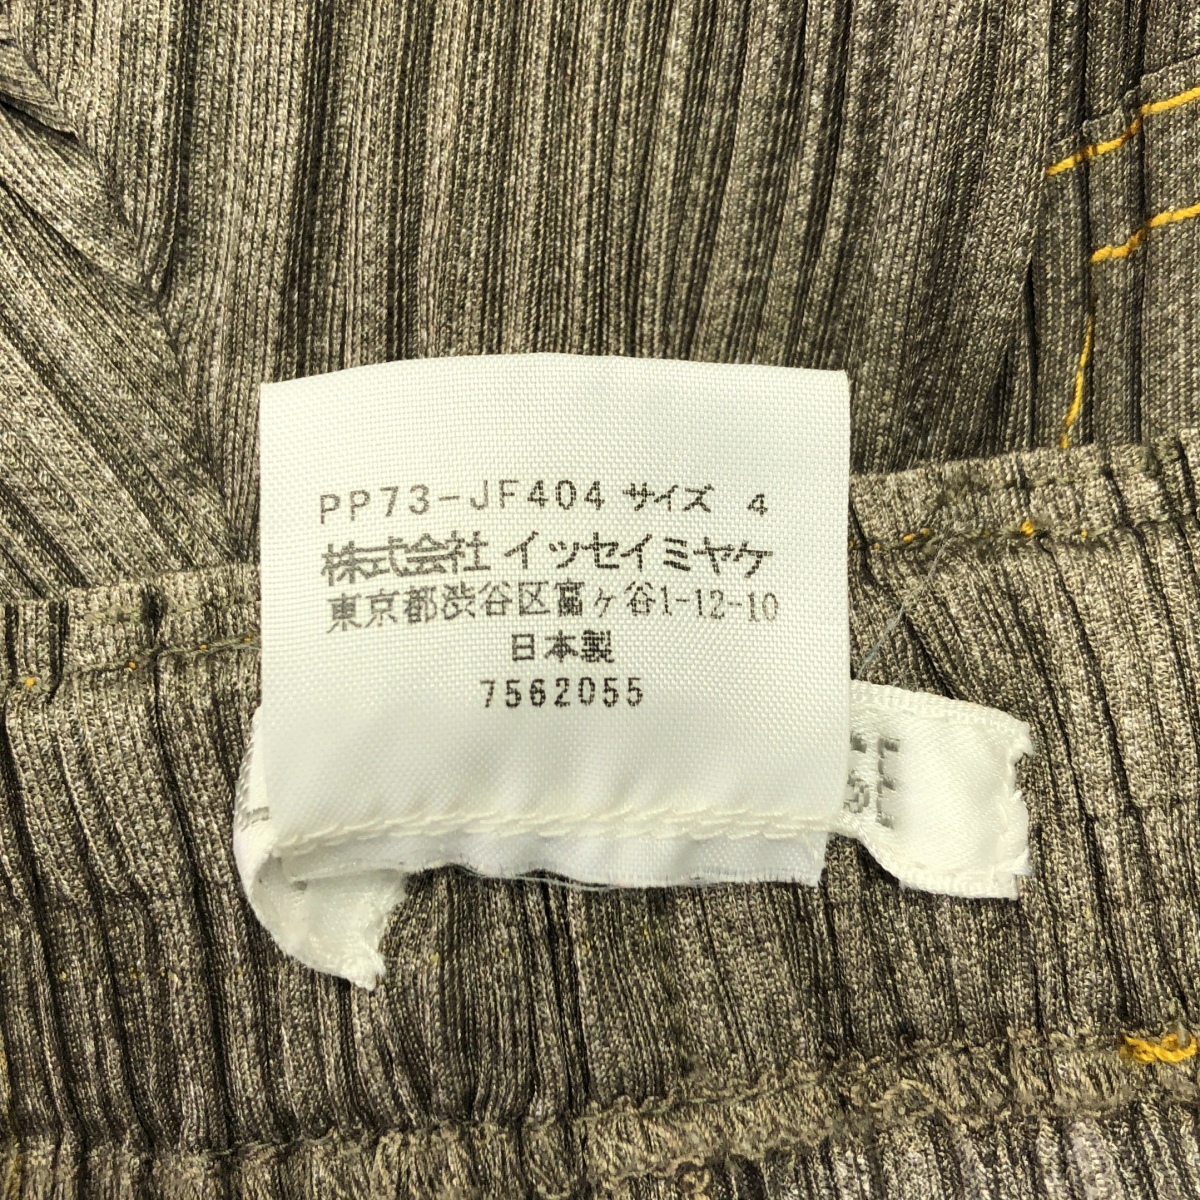 PP73-JF404 サイズ 4
株式会社イッセイミヤケ
東京都渋谷区富ヶ谷1-12-10
日本製
7562055